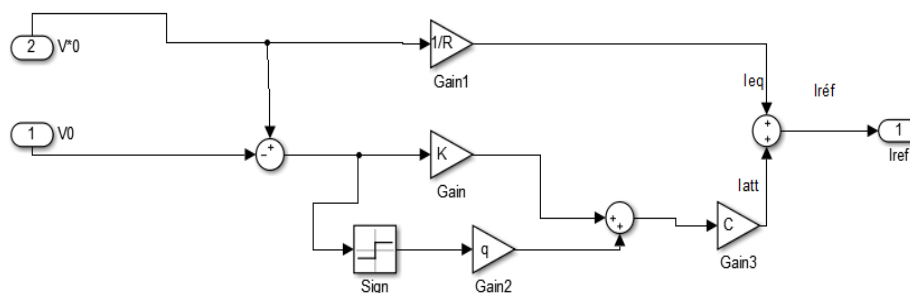 2
V*0
1/R
Gain1
Ieq
Iréf
1
V0
+
-
+
+
1
Iref
K
Gain
Iatt
+
+
C
Gain3
Sign
q
Gain2